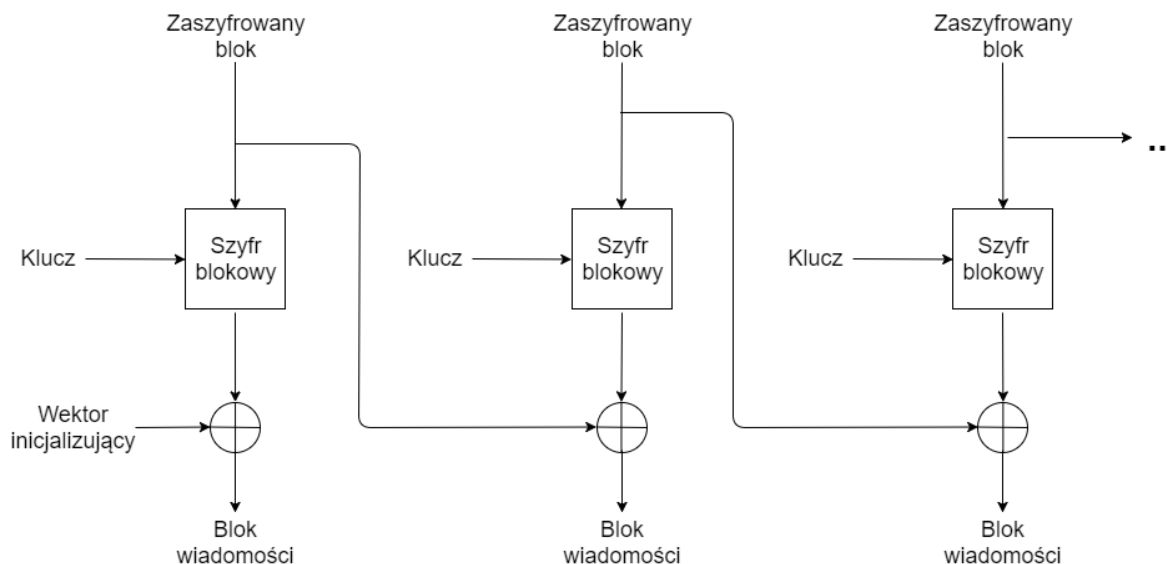 Zaszyfrowany
blok
Zaszyfrowany
blok
Zaszyfrowany
blok
..
Klucz
Szyfr
blokowy
Klucz
Szyfr
blokowy
Klucz
Szyfr
blokowy
Wektor
inicjalizujący
Blok
wiadomości
Blok
wiadomości
Blok
wiadomości